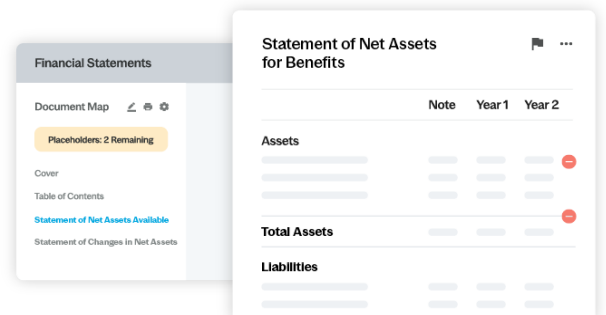 Financial Statements
Document Map
Placeholders: 2 Remaining
Cover
Table of Contents
Statement of Net Assets Available
Statement of Changes in Net Assets
Statement of Net Assets
for Benefits
Note Year 1 Year 2
Assets
Total Assets
Liabilities